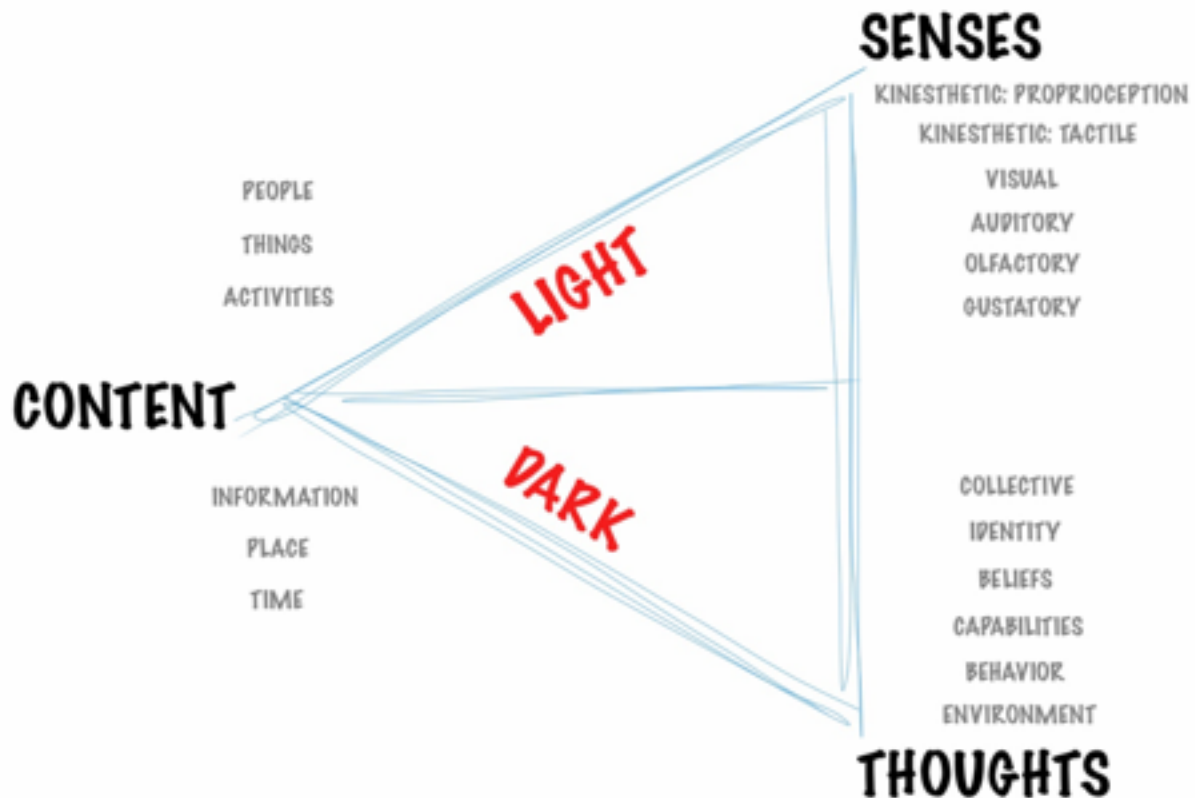 SENSES
KINESTHETIC: PROPRIOCEPTION
KINESTHETIC: TACTILE
VISUAL
AUDITORY
OLFACTORY
GUSTATORY
PEOPLE
THINGS
ACTIVITIES
LIGHT
CONTENT
DARK
INFORMATION
PLACE
TIME
COLLECTIVE
IDENTITY
BELIEFS
CAPABILITIES
BEHAVIOR
ENVIRONMENT
THOUGHTS